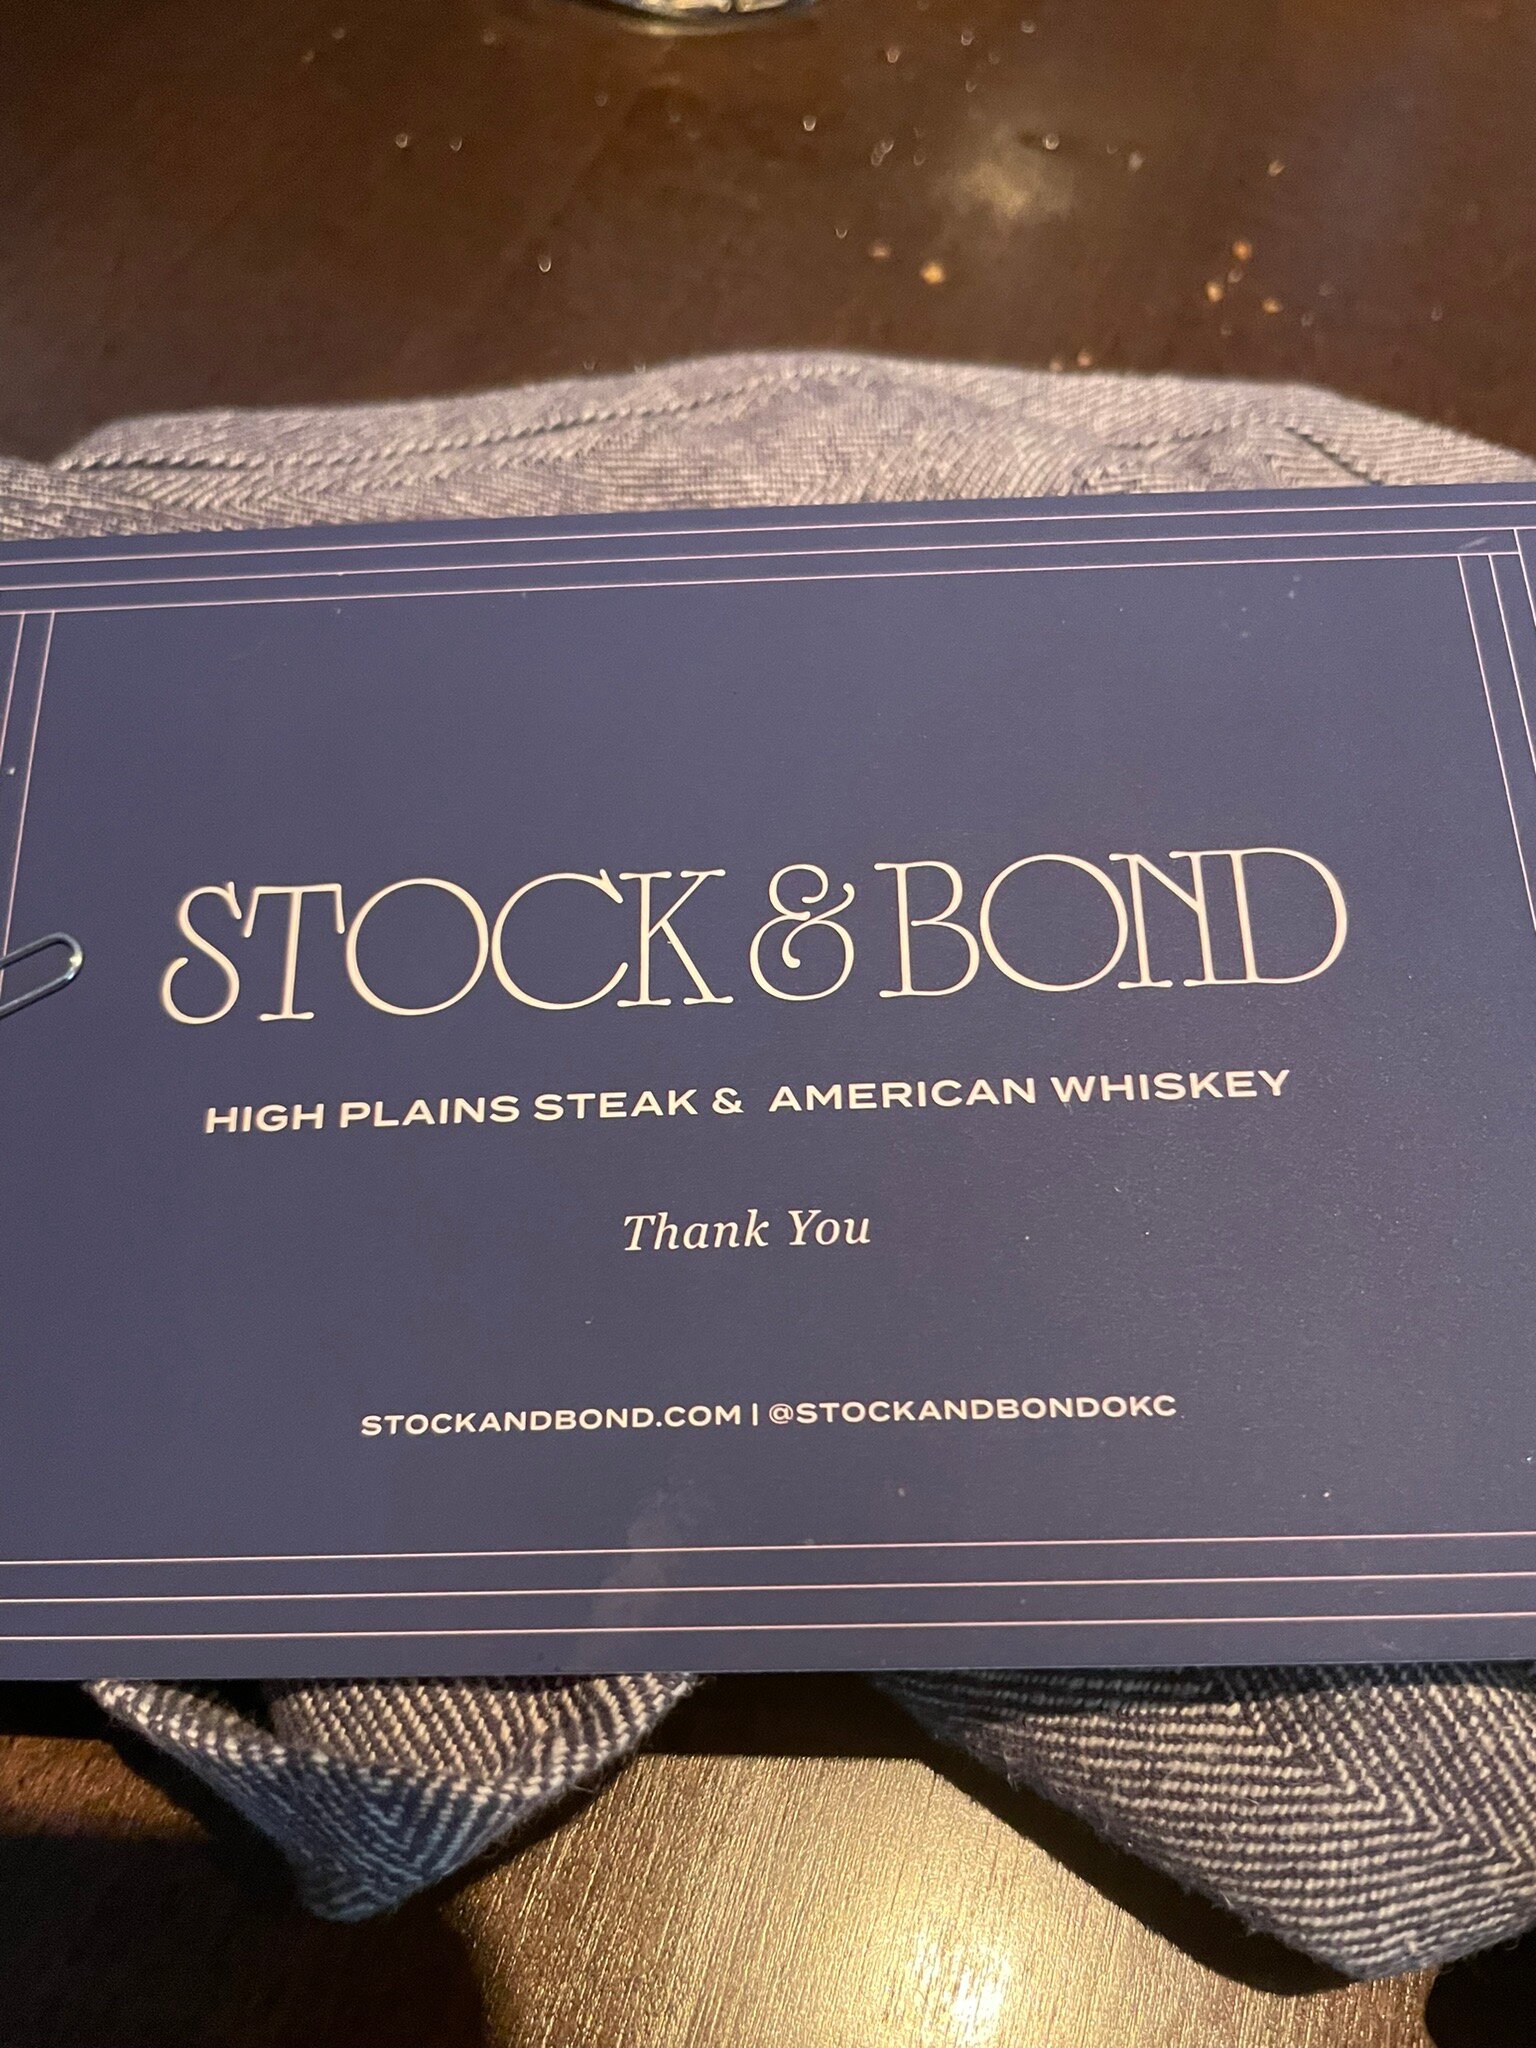 STOCK & BOND
HIGH PLAINS STEAK & AMERICAN WHISKEY
Thank You
STOCKANDBOND.COM | @STOCKANDBONDOKC